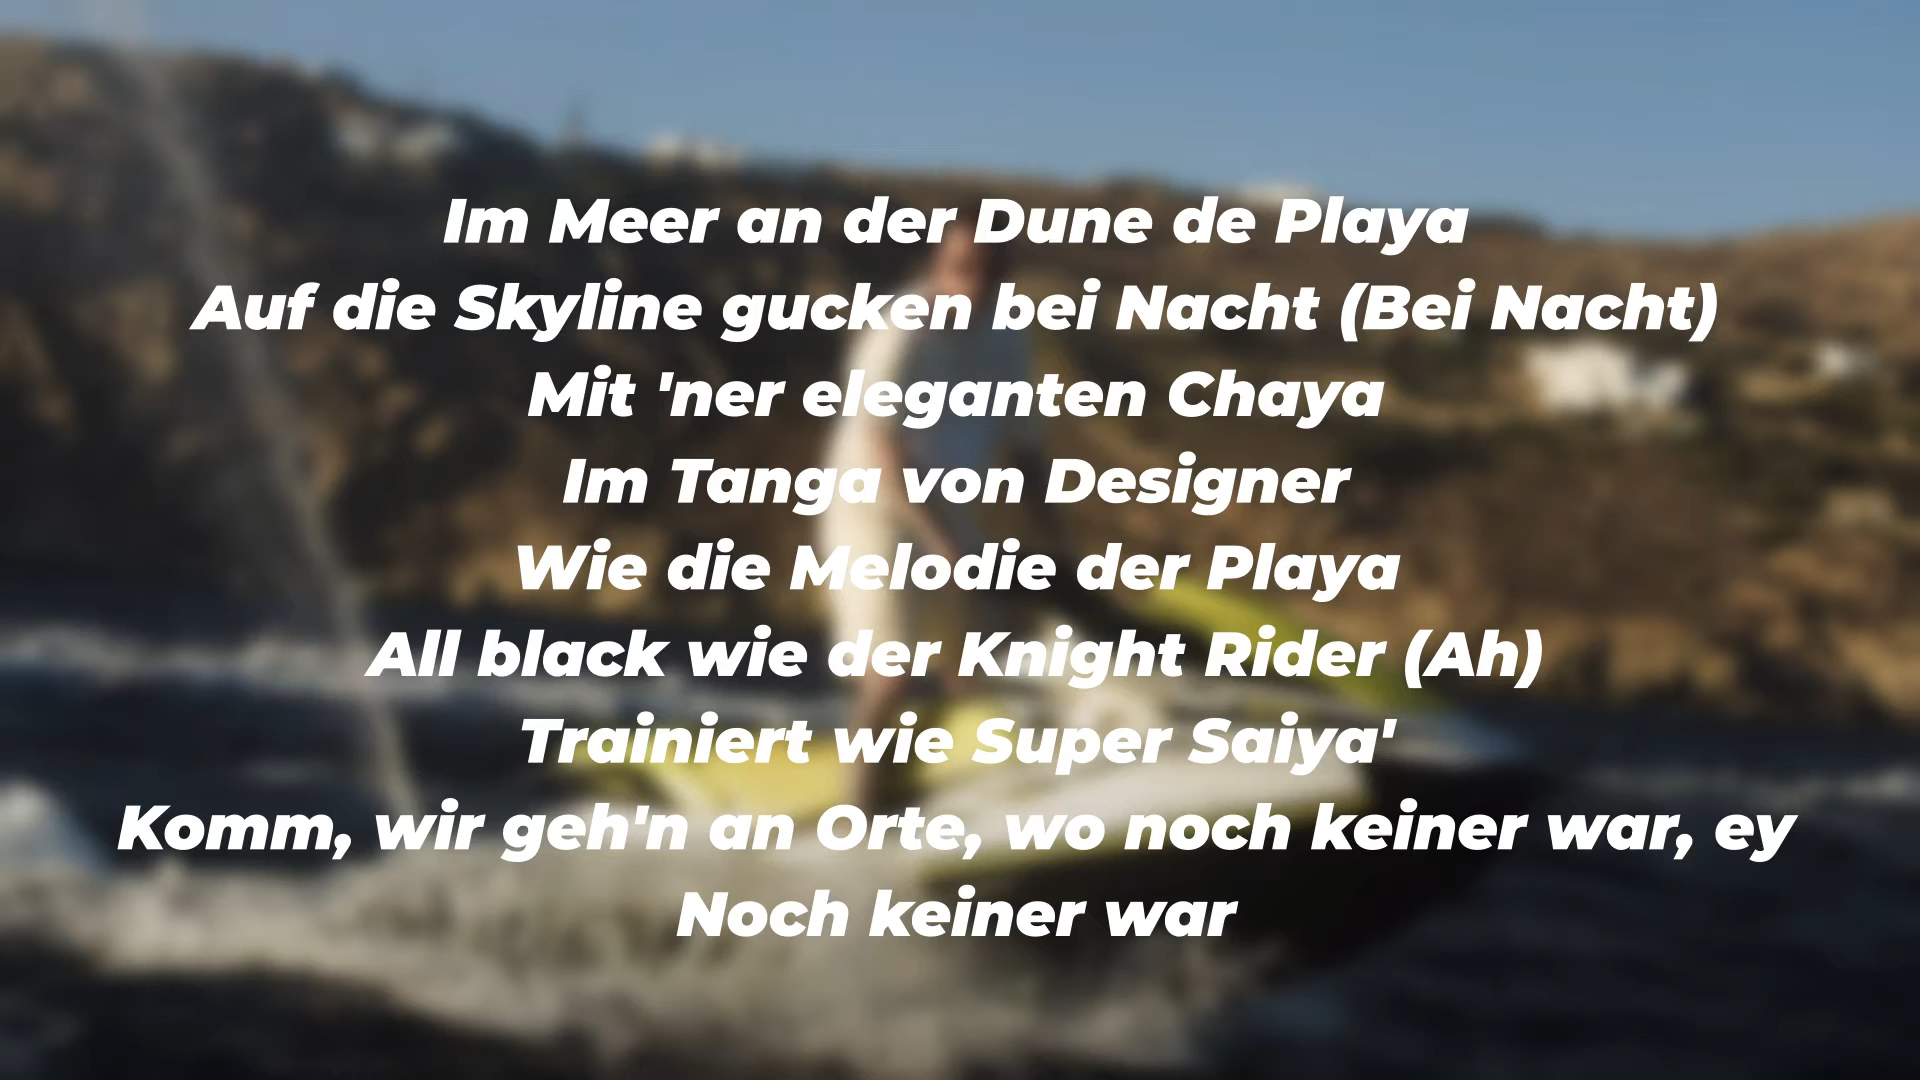 Im Meer an der Dune de Playa
Auf die Skyline gucken bei Nacht (Bei Nacht)
Mit 'ner eleganten Chaya
Im Tanga von Designer
Wie die Melodie der Playa
All black wie der Knight Rider (Ah)
Trainiert wie Super Saiya'
Komm, wir geh'n an Orte, wo noch keiner war, ey
Noch keiner war